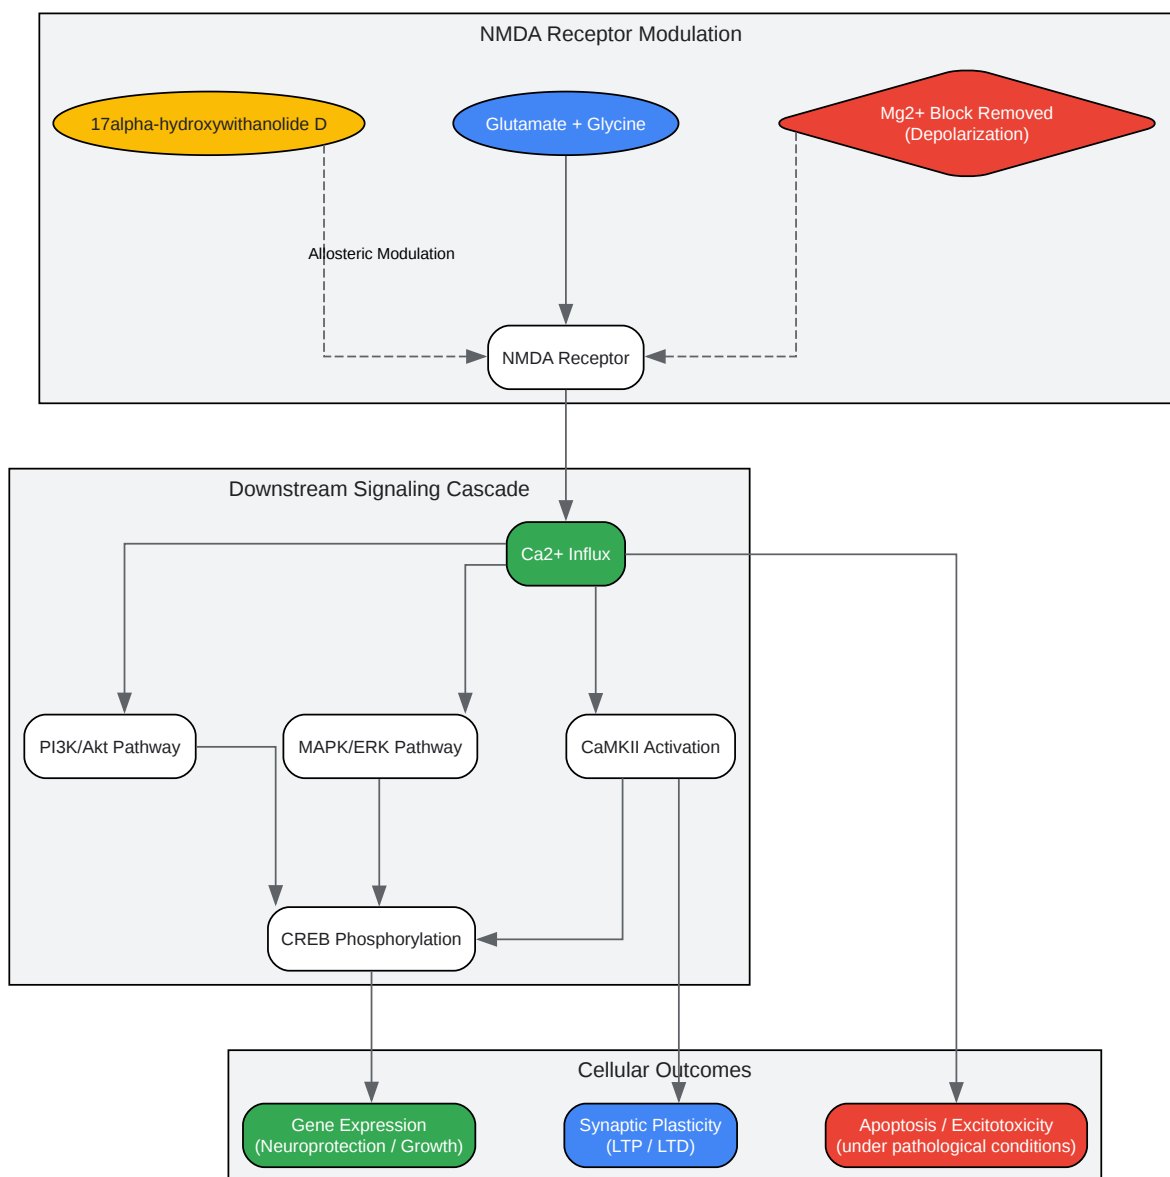 NMDA Receptor Modulation
17alpha-hydroxywithanolide D
Glutamate + Glycine
Mg2+ Block Removed
(Depolarization)
Allosteric Modulation
NMDA Receptor
Downstream Signaling Cascade
Ca2+ Influx
PI3K/Akt Pathway
MAPK/ERK Pathway
CaMKII Activation
CREB Phosphorylation
Cellular Outcomes
Gene Expression
(Neuroprotection / Growth)
Synaptic Plasticity
(LTP / LTD)
Apoptosis / Excitotoxicity
(under pathological conditions)